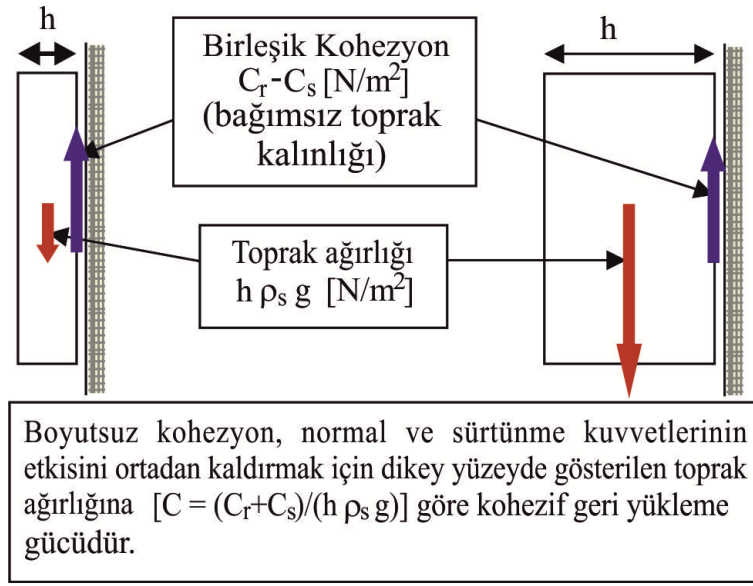 h
h
Birleşik Kohezyon
Cr-Cs [N/m²]
(bağımsız toprak
kalınlığı)
Toprak ağırlığı
h ρs g [N/m²]
Boyutsuz kohezyon, normal ve sürtünme kuvvetlerinin
etkisini ortadan kaldırmak için dikey yüzeyde gösterilen toprak
ağırlığına [C = (Cr+Cs)/(h ρs g)] göre kohezif geri yükleme
gücüdür.